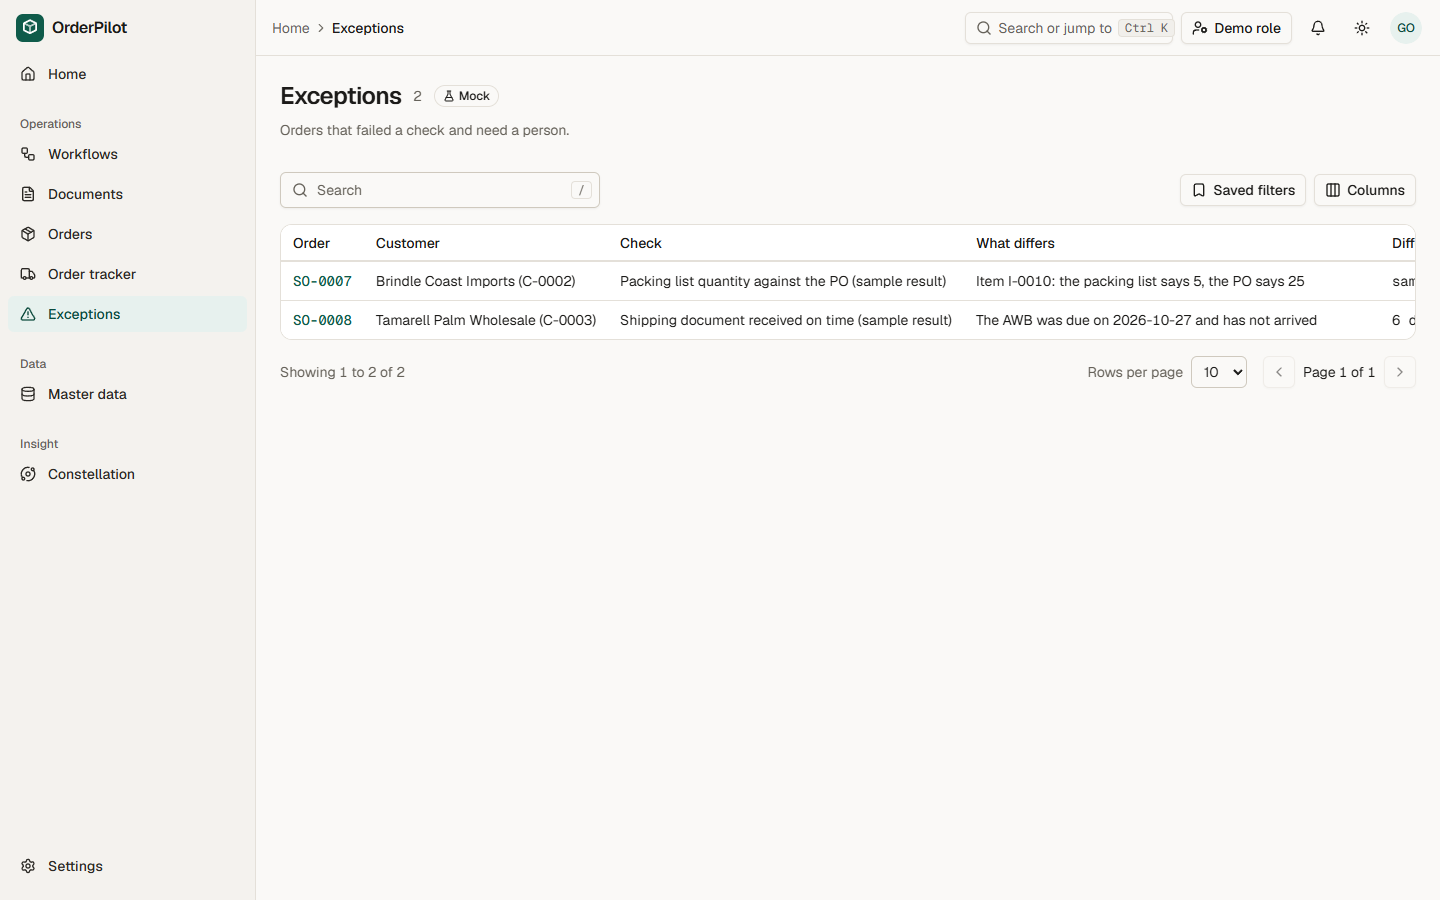 OrderPilot
Home
Operations
Workflows
Documents
Orders
Order tracker
Exceptions
Data
Master data
Insight
Constellation
Settings
Home > Exceptions
Search or jump to Ctrl K
Demo role
GO
Exceptions 2 Mock
Orders that failed a check and need a person.
Search /
Saved filters
Columns
Order Customer Check What differs Diff
SO-0007 Brindle Coast Imports (C-0002) Packing list quantity against the PO (sample result) Item I-0010: the packing list says 5, the PO says 25 sam
SO-0008 Tamarell Palm Wholesale (C-0003) Shipping document received on time (sample result) The AWB was due on 2026-10-27 and has not arrived 6 d
Showing 1 to 2 of 2
Rows per page 10 Page 1 of 1